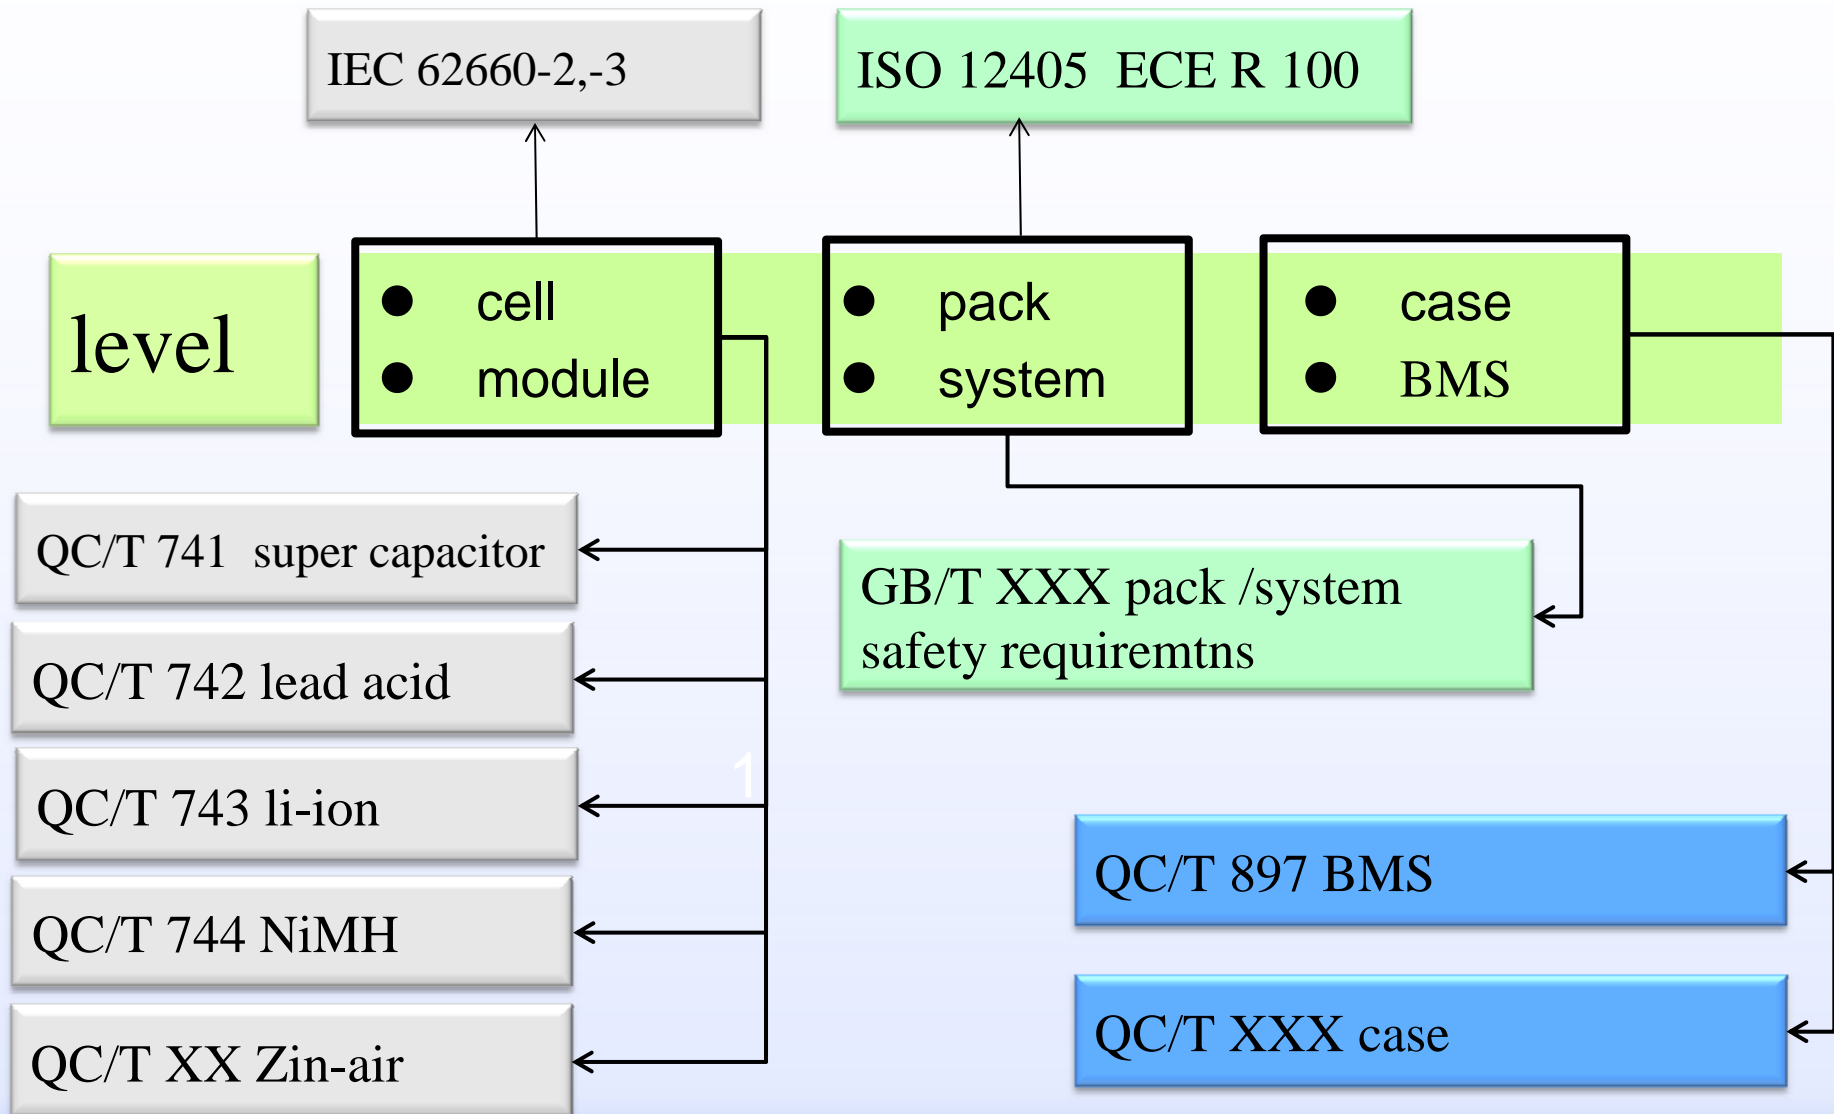 IEC 62660-2,-3
ISO 12405 ECE R 100
level
● cell
● module
● pack
● system
● case
● BMS
QC/T 741 super capacitor
QC/T 742 lead acid
QC/T 743 li-ion
QC/T 744 NiMH
QC/T XX Zin-air
GB/T XXX pack /system
safety requiremtns
1
QC/T 897 BMS
QC/T XXX case